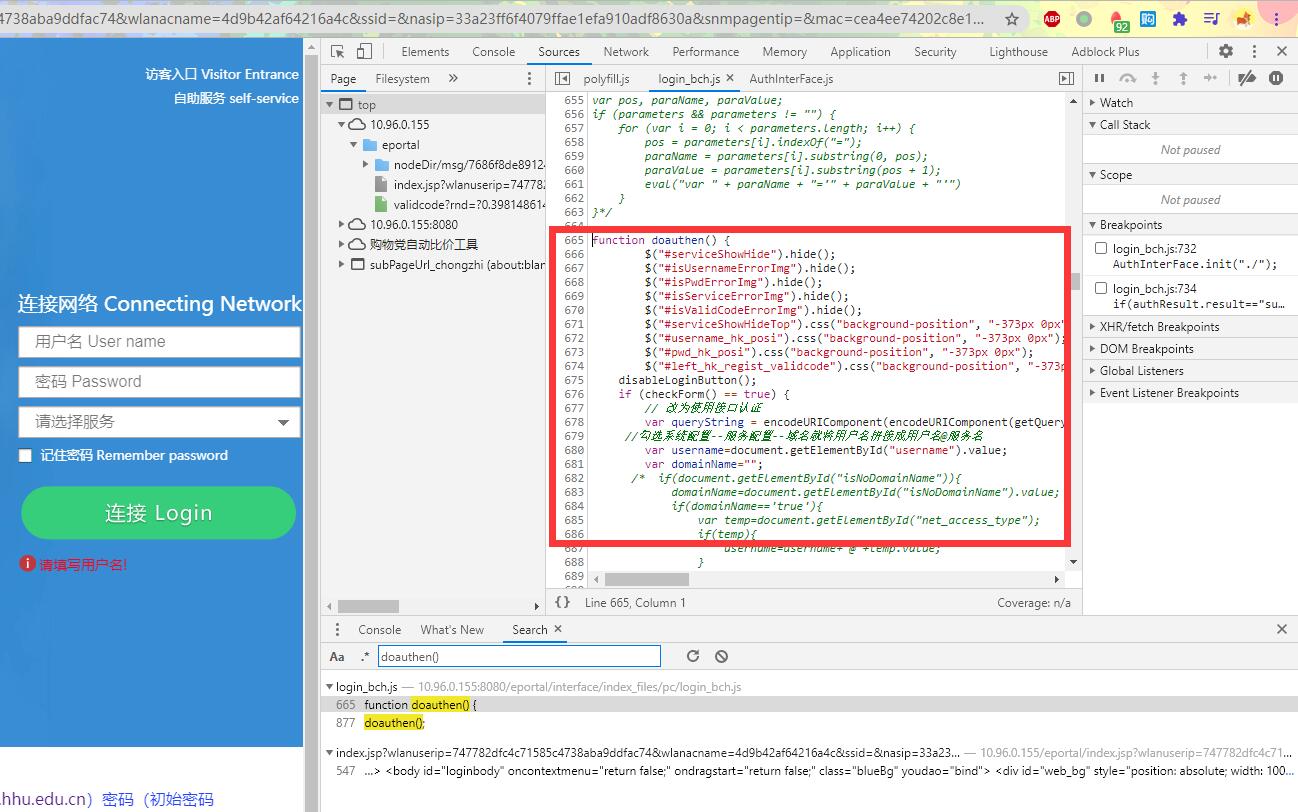 4738aba9ddfac74&wlanacname=4d9b42af64216a4c&ssid=&nasip=33a23ff6f4079ffae1efa910adf8630a&snmpagentip=&mac=cea4ee74202c8e1...
ABP
92
访客入口 Visitor Entrance
自助服务 self-service
连接网络 Connecting Network
用户名 User name
密码 Password
请选择服务
记住密码 Remember password
连接 Login
请填写用户名!
.hhu.edu.cn）密码（初始密码
Elements Console Sources Network Performance Memory Application Security Lighthouse Adblock Plus
Page Filesystem »
top
10.96.0.155
eportal
nodeDir/msg/7686f8de8912
index.jsp?wlanuserip=747782
validcode?rnd=?0.398148614
10.96.0.155:8080
购物党自动比价工具
subPageUrl_chongzhi (about:blar
polyfill.js login_bch.js × AuthInterFace.js
655 var pos, paraName, paraValue;
656 if (parameters && parameters != "") {
657 for (var i = 0; i < parameters.length; i++) {
658 pos = parameters[i].indexOf("=");
659 paraName = parameters[i].substring(0, pos);
660 paraValue = parameters[i].substring(pos + 1);
661 eval("var " + paraName + "='" + paraValue + "'")
662 }
663 }*/
664
665 function doauthen() {
666 $("#serviceShowHide").hide();
667 $("#isUsernameErrorImg").hide();
668 $("#isPwdErrorImg").hide();
669 $("#isServiceErrorImg").hide();
670 $("#isValidCodeErrorImg").hide();
671 $("#serviceShowHideTop").css("background-position", "-373px 0px"
672 $("#username_hk_posi").css("background-position", "-373px 0px");
673 $("#pwd_hk_posi").css("background-position", "-373px 0px");
674 $("#left_hk_regist_validcode").css("background-position", "-373p
675 disableLoginButton();
676 if (checkForm() == true) {
677 // 改为使用接口认证
678 var queryString = encodeURIComponent(encodeURIComponent(getQuery
679 //勾选系统配置--服务配置--域名就将用户名拼接成用户名@服务名
680 var username=document.getElementById("username").value;
681 var domainName="";
682 /* if(document.getElementById("isNoDomainName")){
683 domainName=document.getElementById("isNoDomainName").value;
684 if(domainName=='true'){
685 var temp=document.getElementById("net_access_type");
686 if(temp){
687 username=username+"@"+temp.value;
688 }
689
{} Line 665, Column 1 Coverage: n/a
Watch
Call Stack
Not paused
Scope
Not paused
Breakpoints
login_bch.js:732
AuthInterFace.init("./");
login_bch.js:734
if(authResult.result=="su…
XHR/fetch Breakpoints
DOM Breakpoints
Global Listeners
Event Listener Breakpoints
Console What's New Search ×
Aa .* doauthen()
login_bch.js — 10.96.0.155:8080/eportal/interface/index_files/pc/login_bch.js
665 function doauthen() {
877 doauthen();
index.jsp?wlanuserip=747782dfc4c71585c4738aba9ddfac74&wlanacname=4d9b42af64216a4c&ssid=&nasip=33a23... — 10.96.0.155/eportal/index.jsp?wlanuserip=747782dfc4c71...
547 ...> <body id="loginbody" oncontextmenu="return false;" ondragstart="return false;" class="blueBg" youdao="bind"> <div id="web_bg" style="position: absolute; width: 100...